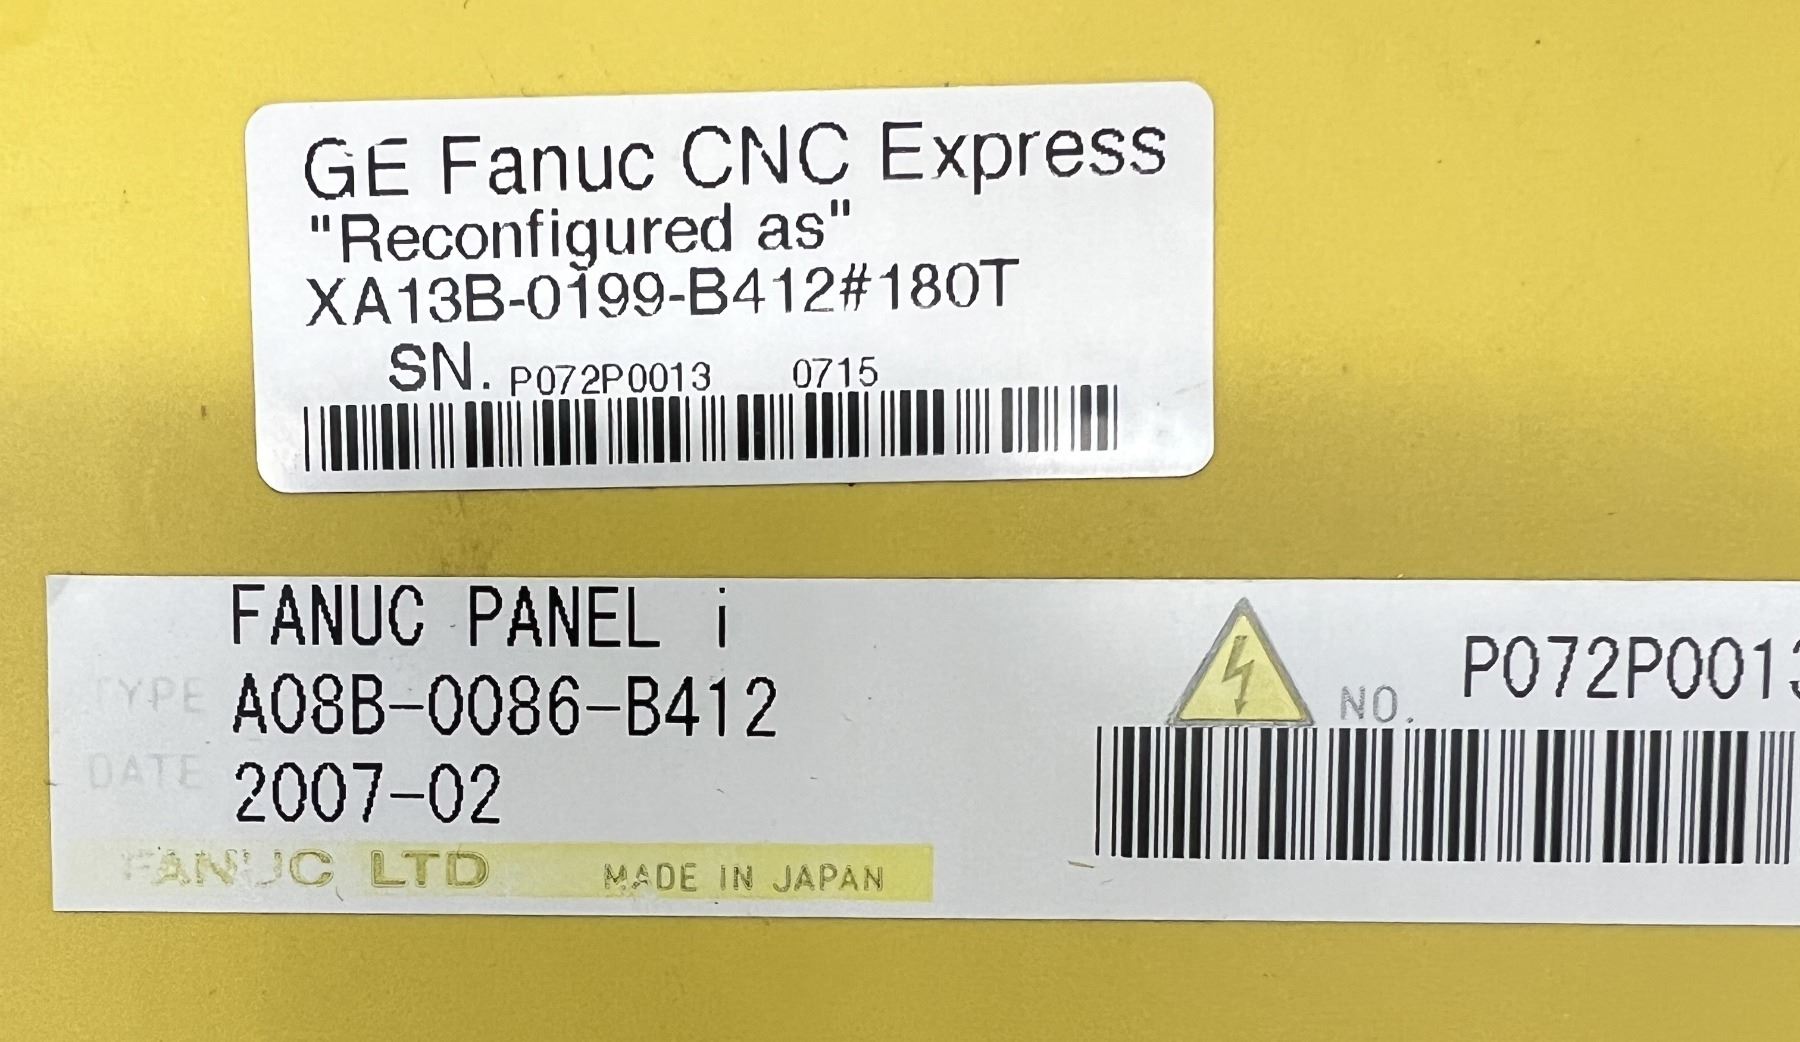 GE Fanuc CNC Express
"Reconfigured as"
XA13B-0199-B412#180T
SN. P072P0013 0715
FANUC PANEL i
TYPE A08B-0086-B412
DATE 2007-02
NO. P072P0013
FANUC LTD MADE IN JAPAN